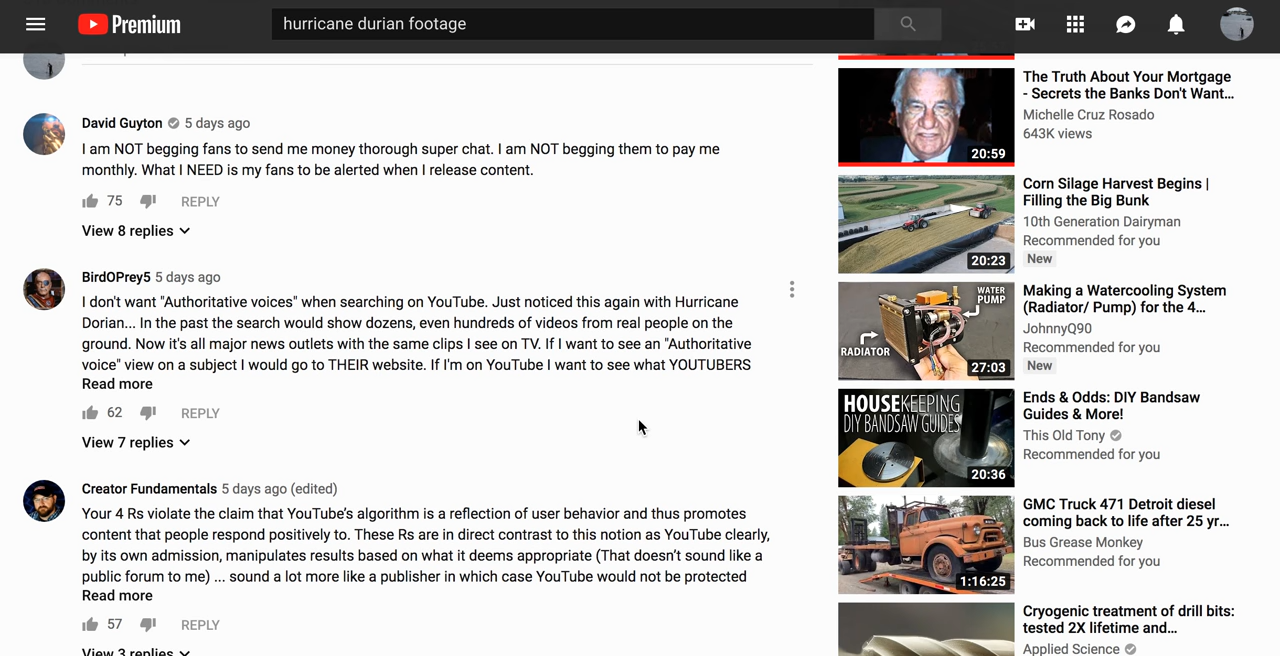 Premium
hurricane durian footage
David Guyton 5 days ago
I am NOT begging fans to send me money thorough super chat. I am NOT begging them to pay me
monthly. What I NEED is my fans to be alerted when I release content.
75 REPLY
View 8 replies
BirdOPrey5 5 days ago
I don't want "Authoritative voices" when searching on YouTube. Just noticed this again with Hurricane
Dorian... In the past the search would show dozens, even hundreds of videos from real people on the
ground. Now it's all major news outlets with the same clips I see on TV. If I want to see an "Authoritative
voice" view on a subject I would go to THEIR website. If I'm on YouTube I want to see what YOUTUBERS
Read more
62 REPLY
View 7 replies
Creator Fundamentals 5 days ago (edited)
Your 4 Rs violate the claim that YouTube’s algorithm is a reflection of user behavior and thus promotes
content that people respond positively to. These Rs are in direct contrast to this notion as YouTube clearly,
by its own admission, manipulates results based on what it deems appropriate (That doesn’t sound like a
public forum to me) ... sound a lot more like a publisher in which case YouTube would not be protected
Read more
57 REPLY
View 3 replies
20:59
The Truth About Your Mortgage
- Secrets the Banks Don't Want...
Michelle Cruz Rosado
643K views
20:23
Corn Silage Harvest Begins |
Filling the Big Bunk
10th Generation Dairyman
Recommended for you
New
WATER
PUMP
RADIATOR
27:03
Making a Watercooling System
(Radiator/ Pump) for the 4...
JohnnyQ90
Recommended for you
New
HOUSEKEEPING
DIY BANDSAW GUIDES
20:36
Ends & Odds: DIY Bandsaw
Guides & More!
This Old Tony
Recommended for you
1:16:25
GMC Truck 471 Detroit diesel
coming back to life after 25 yr...
Bus Grease Monkey
Recommended for you
Cryogenic treatment of drill bits:
tested 2X lifetime and...
Applied Science